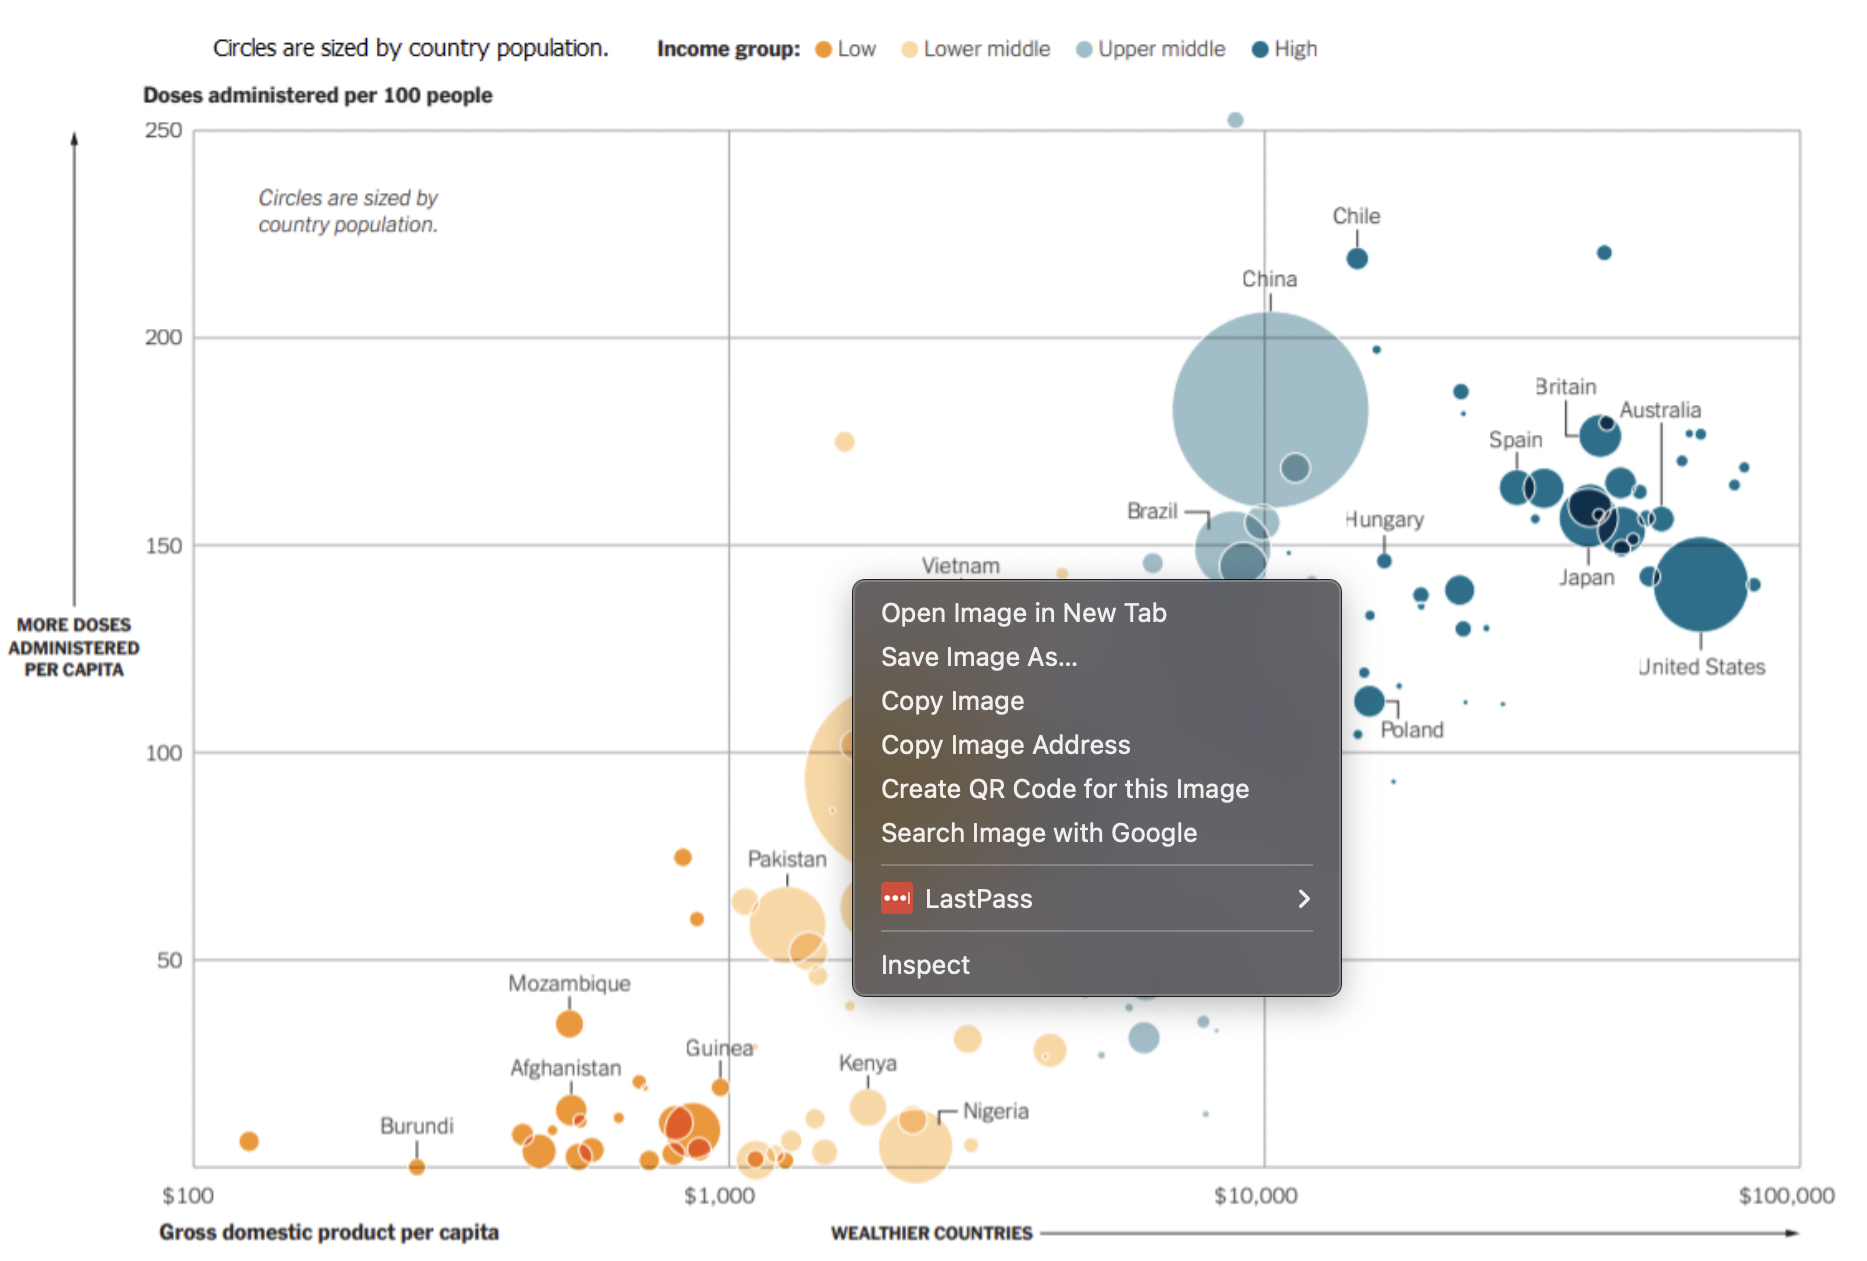 Circles are sized by country population.
Income group: Low Lower middle Upper middle High
Doses administered per 100 people
250
Circles are sized by
country population.
Chile
China
200
Britain
Australia
Spain
Brazil
Hungary
150
Vietnam
Japan
MORE DOSES
ADMINISTERED
PER CAPITA
United States
Poland
100
Open Image in New Tab
Save Image As...
Copy Image
Copy Image Address
Create QR Code for this Image
Search Image with Google
LastPass
Inspect
Pakistan
50
Mozambique
Guinea
Afghanistan
Kenya
Nigeria
Burundi
$100
$1,000
$10,000
$100,000
Gross domestic product per capita
WEALTHIER COUNTRIES